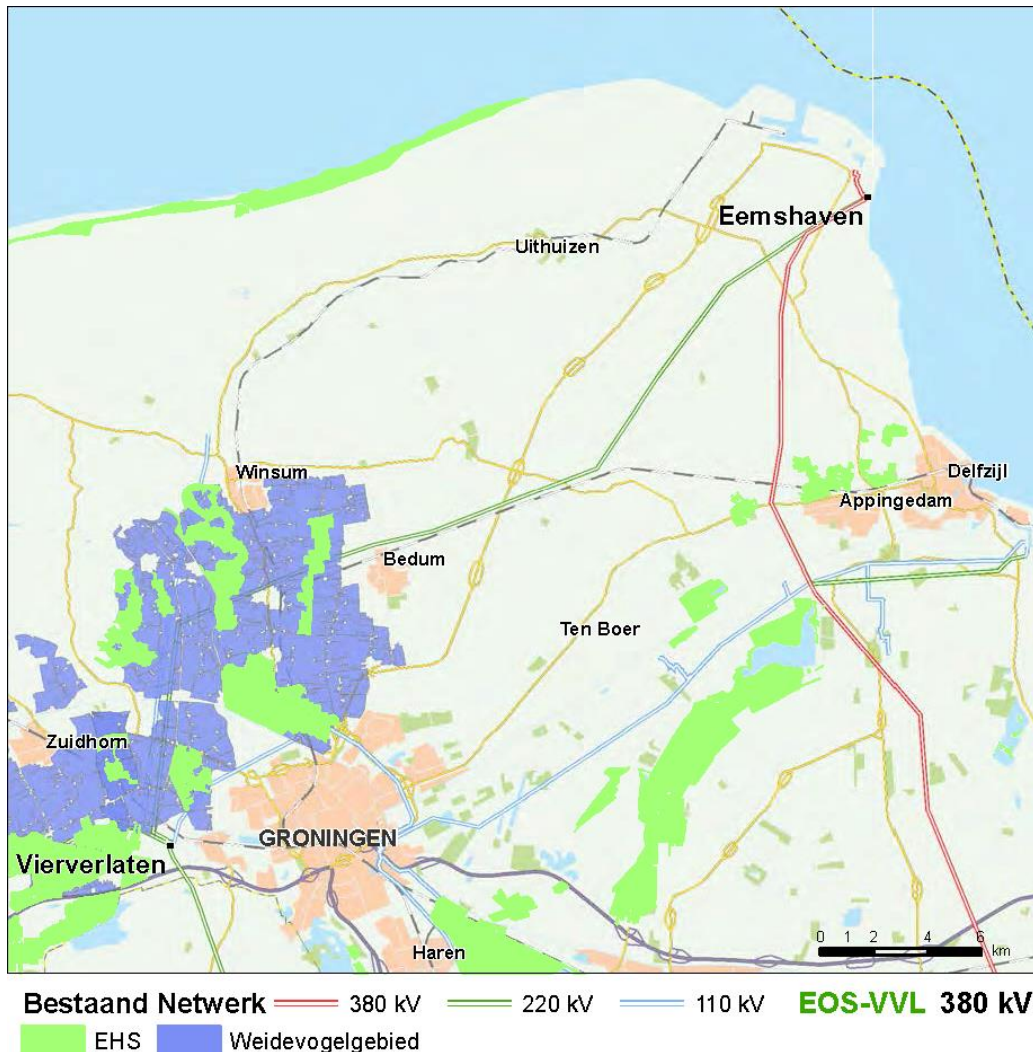 Eemshaven
Uithuizen
Winsum
Delfzijl
Appingedam
Bedum
Ten Boer
Zuidhorn
GRONINGEN
Vierverlaten
Haren
0 1 2 4 6
km
Bestaand Netwerk 380 kV 220 kV 110 kV EOS-VVL 380 kV
EHS Weidevogelgebied